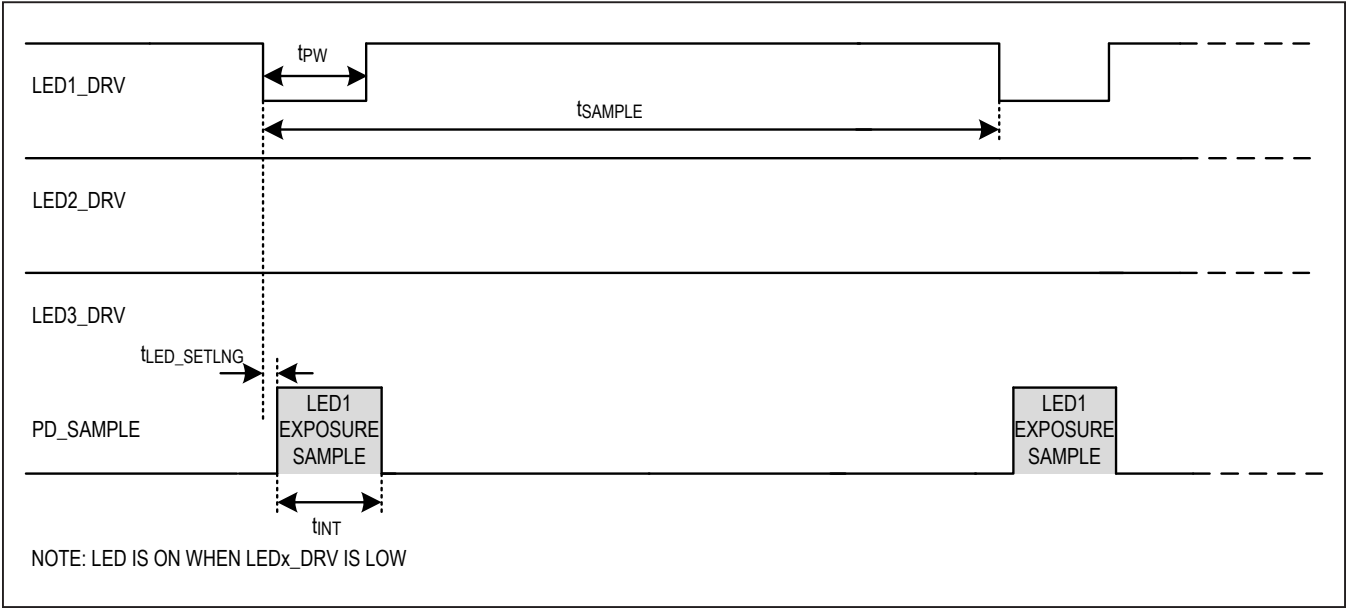 tPW
LED1_DRV
tSAMPLE
LED2_DRV
LED3_DRV
tLED_SETLNG
LED1
EXPOSURE
SAMPLE
LED1
EXPOSURE
SAMPLE
PD_SAMPLE
tINT
NOTE: LED IS ON WHEN LEDx_DRV IS LOW